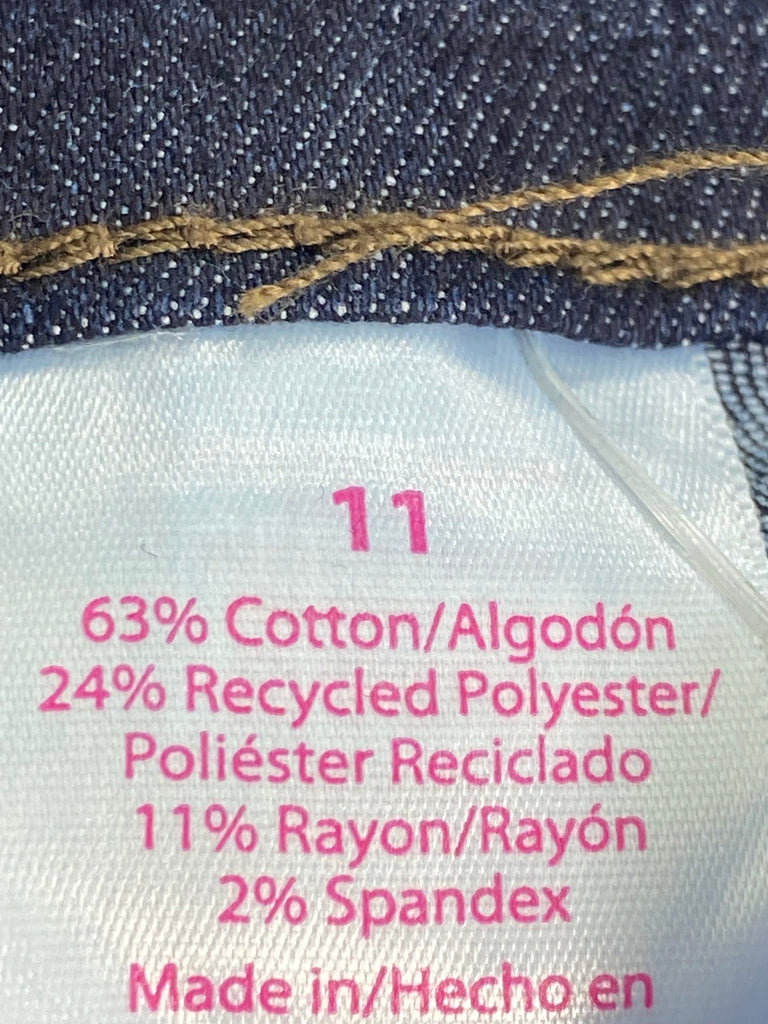 11
63% Cotton/Algodón
24% Recycled Polyester/
Poliéster Reciclado
11% Rayon/Rayón
2% Spandex
Made in/Hecho en